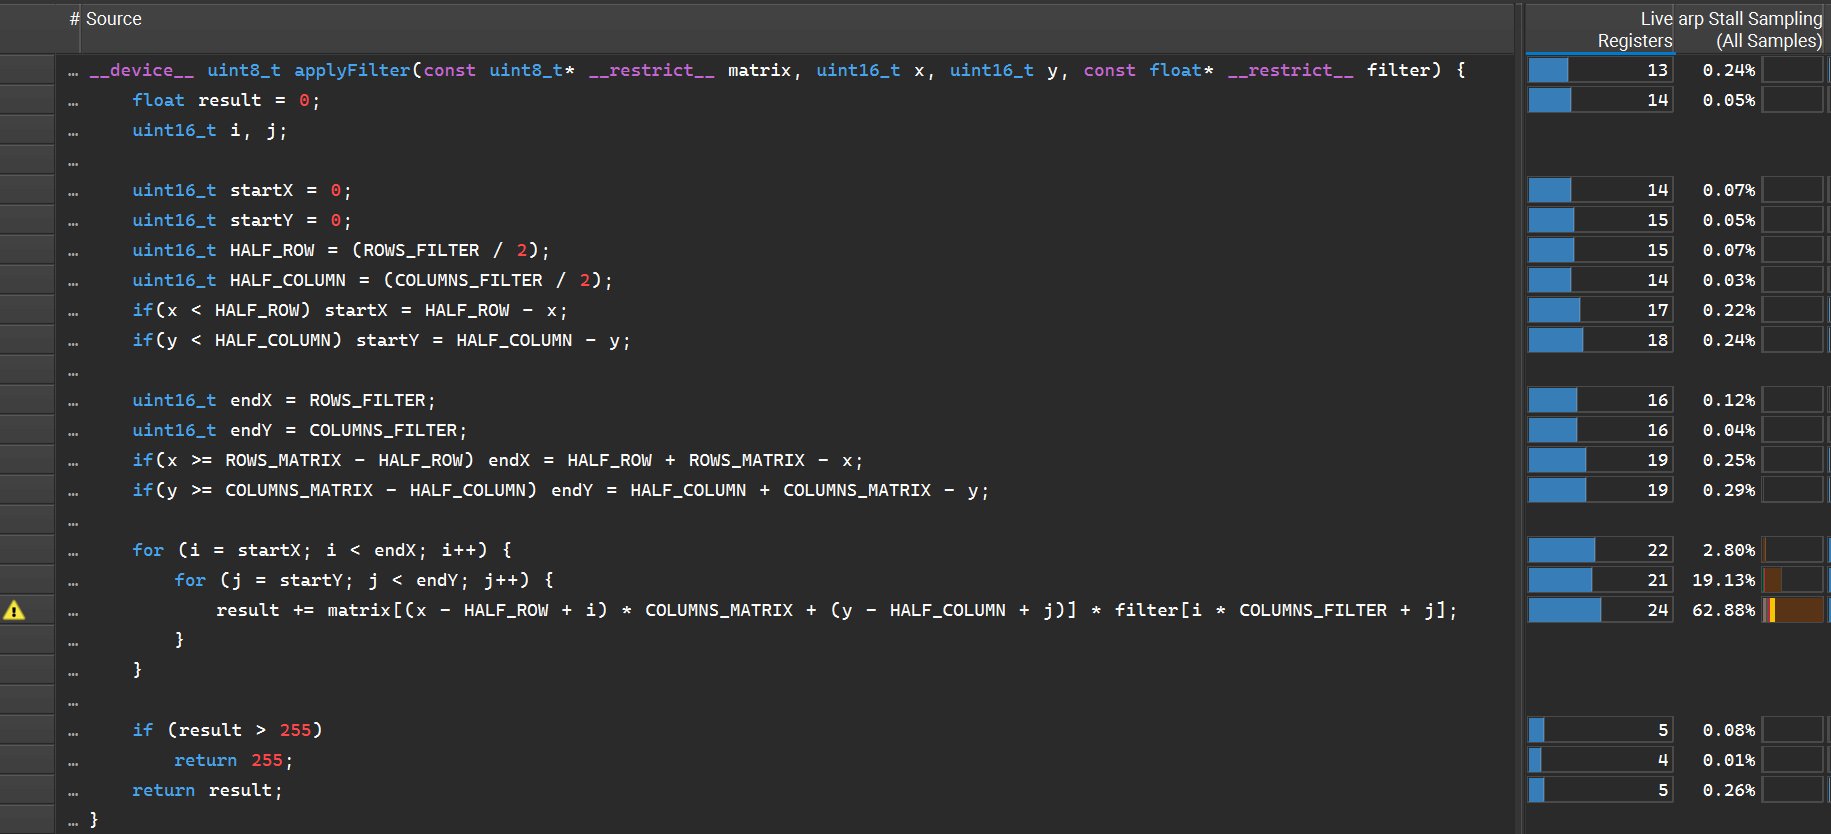 # Source Live Registers arp Stall Sampling (All Samples)
… __device__ uint8_t applyFilter(const uint8_t* __restrict__ matrix, uint16_t x, uint16_t y, const float* __restrict__ filter) { 13 0.24%
… float result = 0; 14 0.05%
… uint16_t i, j;
…
… uint16_t startX = 0; 14 0.07%
… uint16_t startY = 0; 15 0.05%
… uint16_t HALF_ROW = (ROWS_FILTER / 2); 15 0.07%
… uint16_t HALF_COLUMN = (COLUMNS_FILTER / 2); 14 0.03%
… if(x < HALF_ROW) startX = HALF_ROW - x; 17 0.22%
… if(y < HALF_COLUMN) startY = HALF_COLUMN - y; 18 0.24%
…
… uint16_t endX = ROWS_FILTER; 16 0.12%
… uint16_t endY = COLUMNS_FILTER; 16 0.04%
… if(x >= ROWS_MATRIX - HALF_ROW) endX = HALF_ROW + ROWS_MATRIX - x; 19 0.25%
… if(y >= COLUMNS_MATRIX - HALF_COLUMN) endY = HALF_COLUMN + COLUMNS_MATRIX - y; 19 0.29%
…
… for (i = startX; i < endX; i++) { 22 2.80%
… for (j = startY; j < endY; j++) { 21 19.13%
… result += matrix[(x - HALF_ROW + i) * COLUMNS_MATRIX + (y - HALF_COLUMN + j)] * filter[i * COLUMNS_FILTER + j]; 24 62.88%
… }
… }
…
… if (result > 255) 5 0.08%
… return 255; 4 0.01%
… return result; 5 0.26%
… }